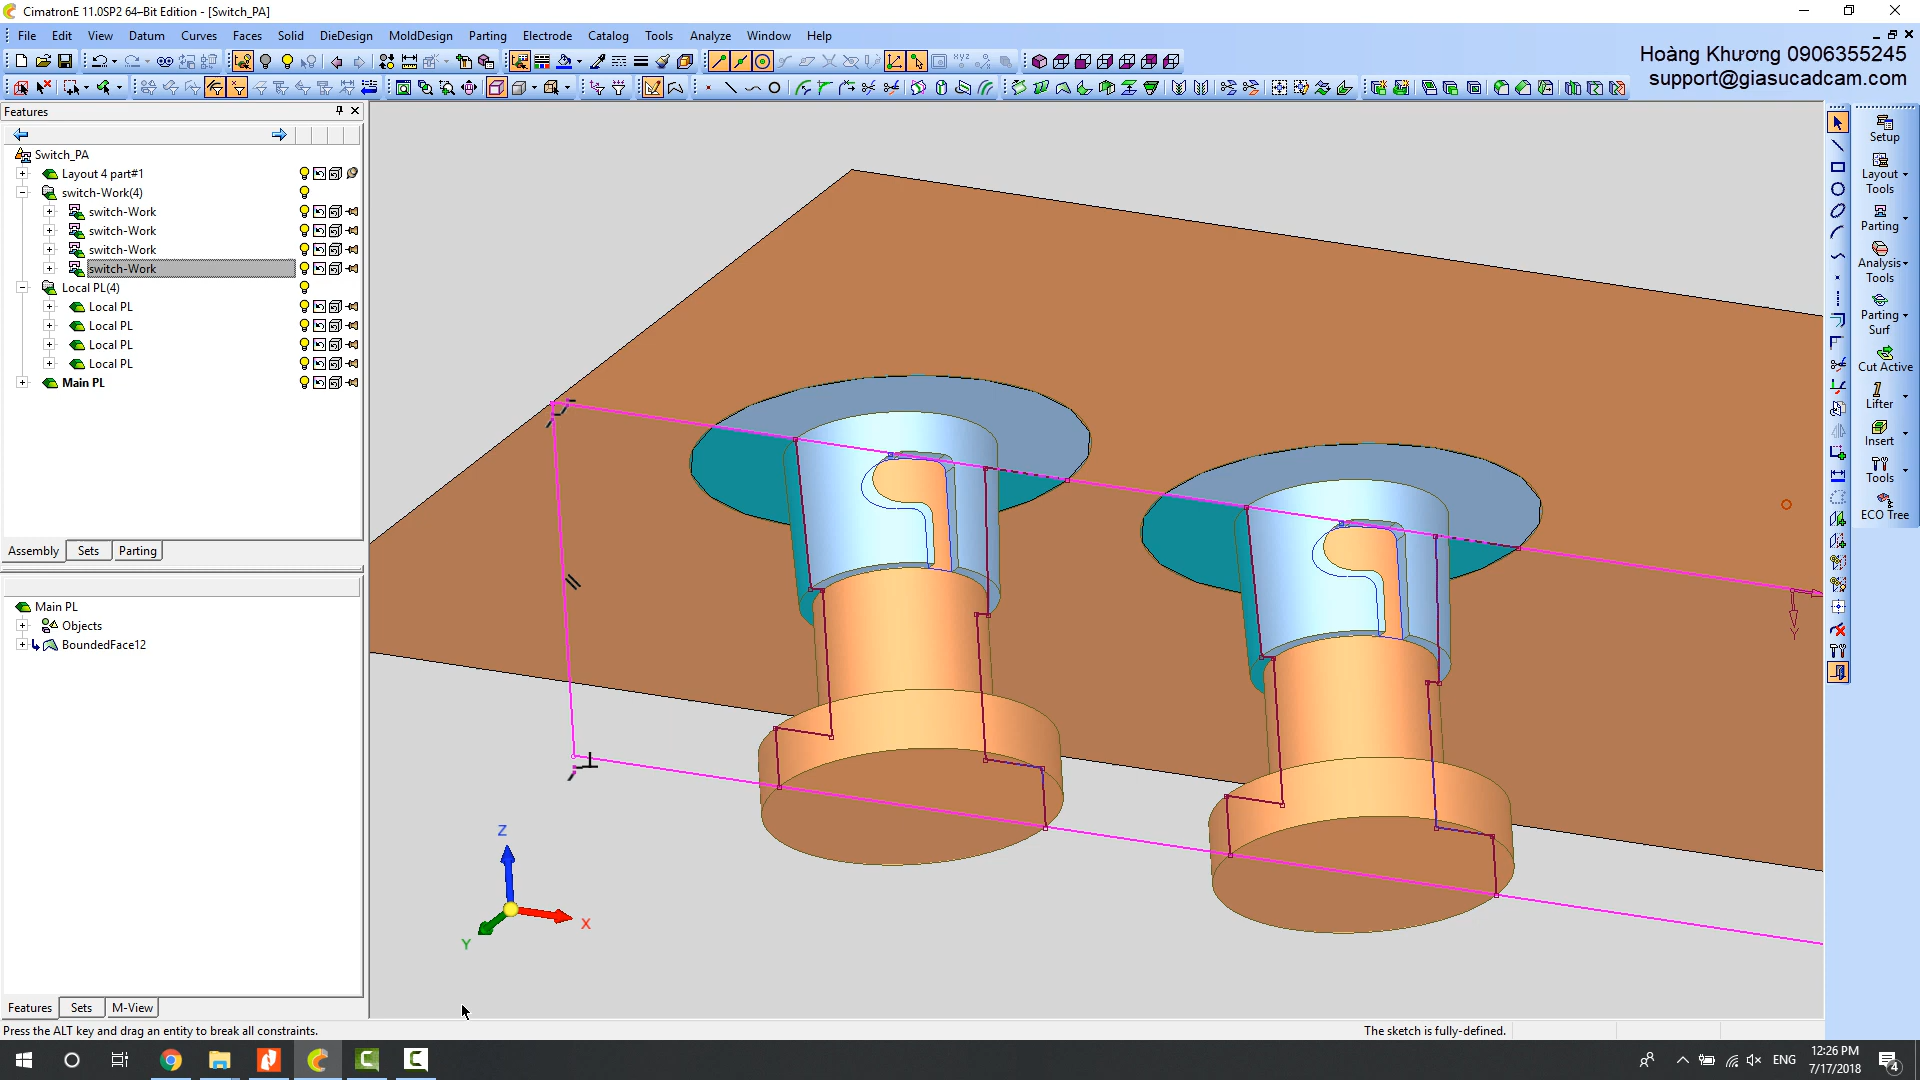 CimatronE 11.0SP2 64–Bit Edition - [Switch_PA]
File Edit View Datum Curves Faces Solid DieDesign MoldDesign Parting Electrode Catalog Tools Analyze Window Help
Hoàng Khương 0906355245
support@giasucadcam.com
Features
Switch_PA
Layout 4 part#1
switch-Work(4)
switch-Work
switch-Work
switch-Work
switch-Work
Local PL(4)
Local PL
Local PL
Local PL
Local PL
Main PL
Assembly Sets Parting
Main PL
Objects
BoundedFace12
Features Sets M-View
Z
X
Y
Y
Setup
Layout Tools
Parting
Analysis Tools
Parting Surf
Cut Active
Lifter
Insert
Tools
ECO Tree
Press the ALT key and drag an entity to break all constraints.
The sketch is fully-defined.
ENG
12:26 PM
7/17/2018
4